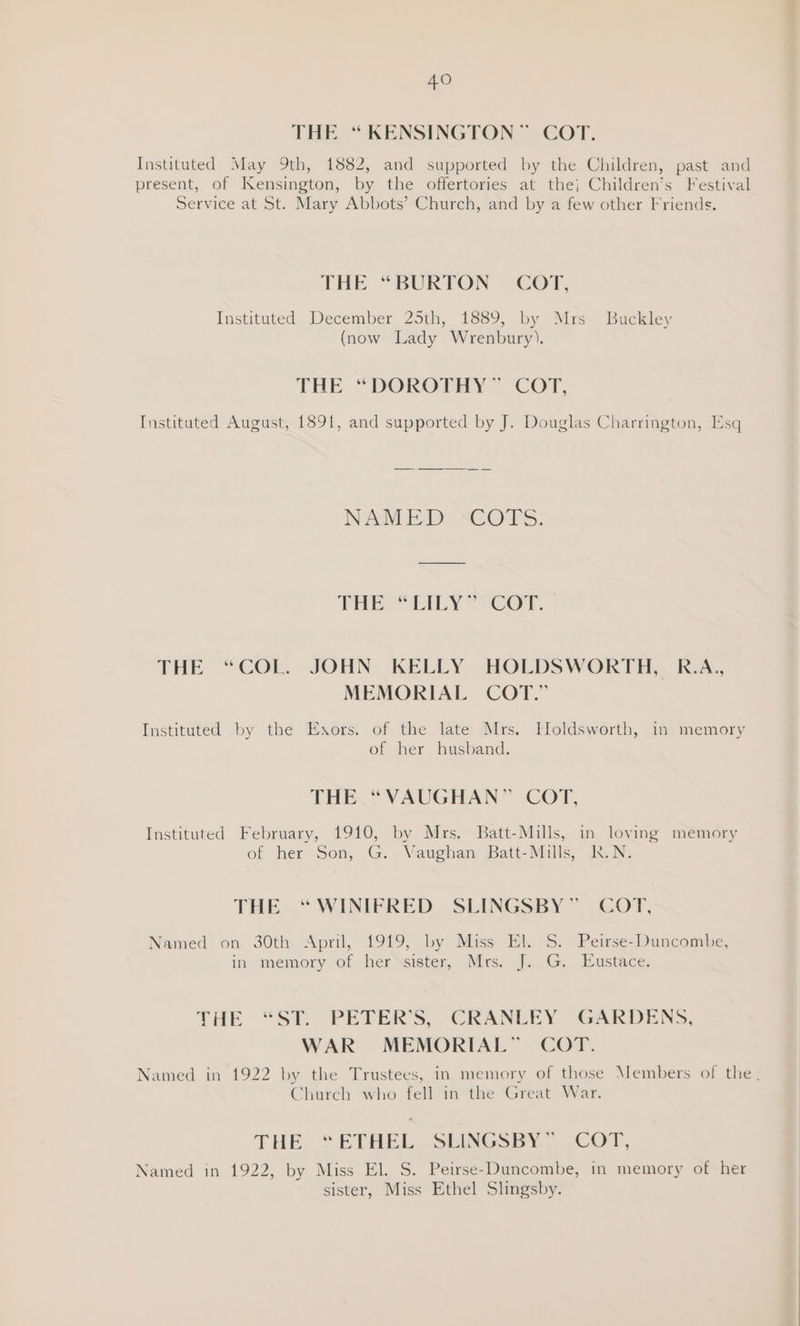 40
THE “KENSINGTON” COT.
Instituted May 9th, 1882, and supported by the Children, past and
present, of Kensington, by the offertories at the; Children’s Festival
Service at St. Mary Abbots’ Church, and by a few other Friends.
THE “BURTON COT,
Instituted December 25th, 1889, by Mrs Buckley
(now Lady Wrenbury).
THE “DOROTHY” COT,
Instituted August, 1891, and supported by J. Douglas Charrington, Esq
NAMED COTS.
THE “LILY” COT.
THE “COL. JOHN KELLY HOLDSWORTH, R.A.,
MEMORIAL COT.”
Instituted by the Exors. of the late Mrs. Holdsworth, in memory
of her husband.
THE “VAUGHAN” COT,
Instituted February, 1910, by Mrs. Batt-Mills, in loving memory
of her Son, G. Vaughan Batt-Mills, R.N.
THE “WINIFRED SLINGSBY” COT,
Named on 30th April, 1919, by Miss El. S. Peirse-Duncombe,
in memory of her sister, Mrs. J. G. Eustace.
THE “ST. PETER’S, CRANLEY GARDENS,
WAR MEMORIAL” COT.
Named in 1922 by the Trustees, in memory of those Members of the
Church who fell in the Great War.
THE “ETHEL SLINGSBY” COT,
Named in 1922, by Miss El. S. Peirse-Duncombe, in memory of her
sister, Miss Ethel Slingsby.